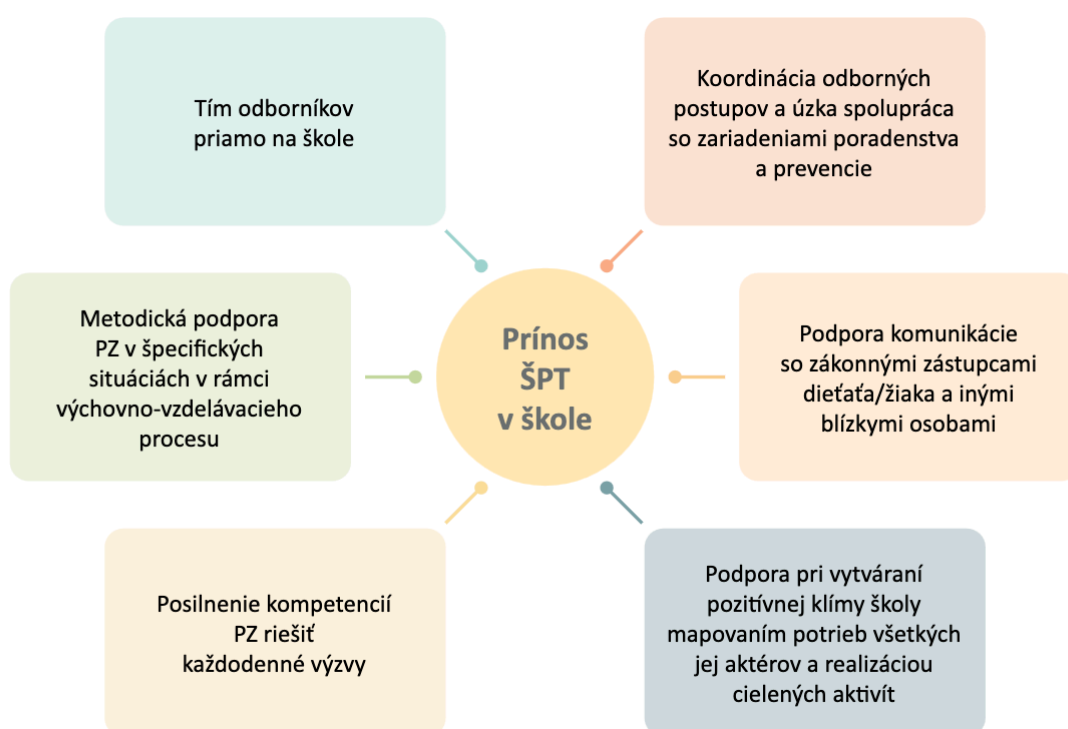 Tím odborníkov
priamo na škole
Koordinácia odborných
postupov a úzka spolupráca
so zariadeniami poradenstva
a prevencie
Metodická podpora
PZ v špecifických
situáciách v rámci
výchovno-vzdelávacieho
procesu
Prínos
ŠPT
v škole
Podpora komunikácie
so zákonnými zástupcami
dieťaťa/žiaka a inými
blízkymi osobami
Posilnenie kompetencií
PZ riešiť
každodenné výzvy
Podpora pri vytváraní
pozitívnej klímy školy
mapovaním potrieb všetkých
jej aktérov a realizáciou
cielených aktivít